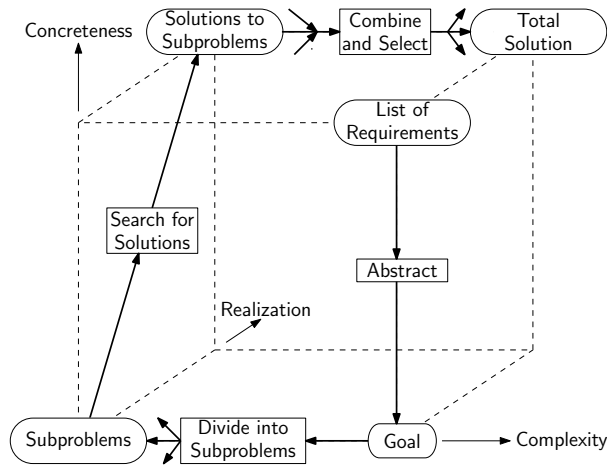 Concreteness
Solutions to
Subproblems
Combine
and Select
Total
Solution
List of
Requirements
Search for
Solutions
Abstract
Realization
Subproblems
Divide into
Subproblems
Goal
Complexity